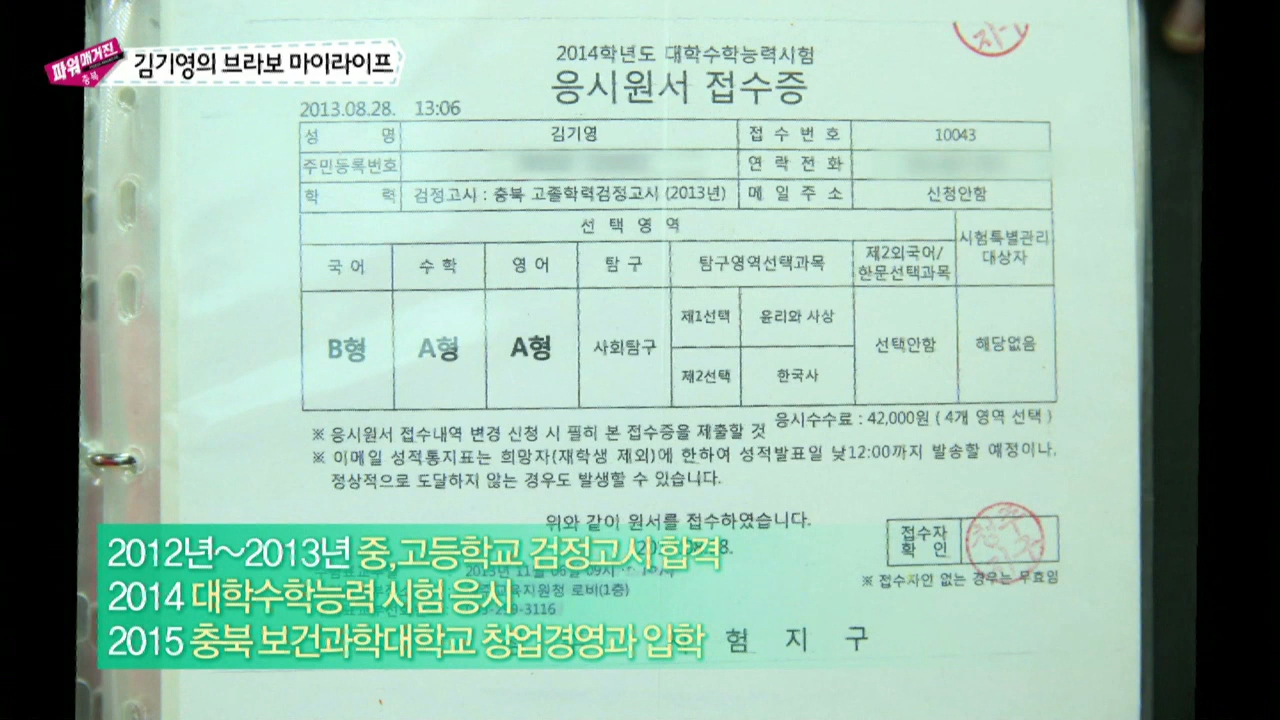 파워매거진
충북
김기영의 브라보 마이라이프
2014학년도 대학수학능력시험
응시원서 접수증
2013.08.28. 13:06
성 명 김기영 접 수 번 호 10043
주민등록번호 연 락 전 화
학 력 검정고시 : 충북 고졸학력검정고시 (2013년) 메 일 주 소 신청안함
선 택 영 역 시험특별관리 대상자
국 어 수 학 영 어 탐 구 탐구영역선택과목 제2외국어/ 한문선택과목
B형 A형 A형 사회탐구 제1선택 윤리와 사상 선택안함 해당없음
제2선택 한국사
응시수수료 : 42,000원 ( 4개 영역 선택 )
※ 응시원서 접수내역 변경 신청 시 필히 본 접수증을 제출할 것
※ 이메일 성적통지표는 희망자(재학생 제외)에 한하여 성적발표일 낮12:00까지 발송할 예정이나,
정상적으로 도달하지 않는 경우도 발생할 수 있습니다.
위와 같이 원서를 접수하였습니다.
접수자
확 인
※ 접수자인 없는 경우는 무효임
2012년~2013년 중,고등학교 검정고시 합격
2014 대학수학능력 시험 응시
2015 충북 보건과학대학교 창업경영과 입학
로비(1층)
험 지 구